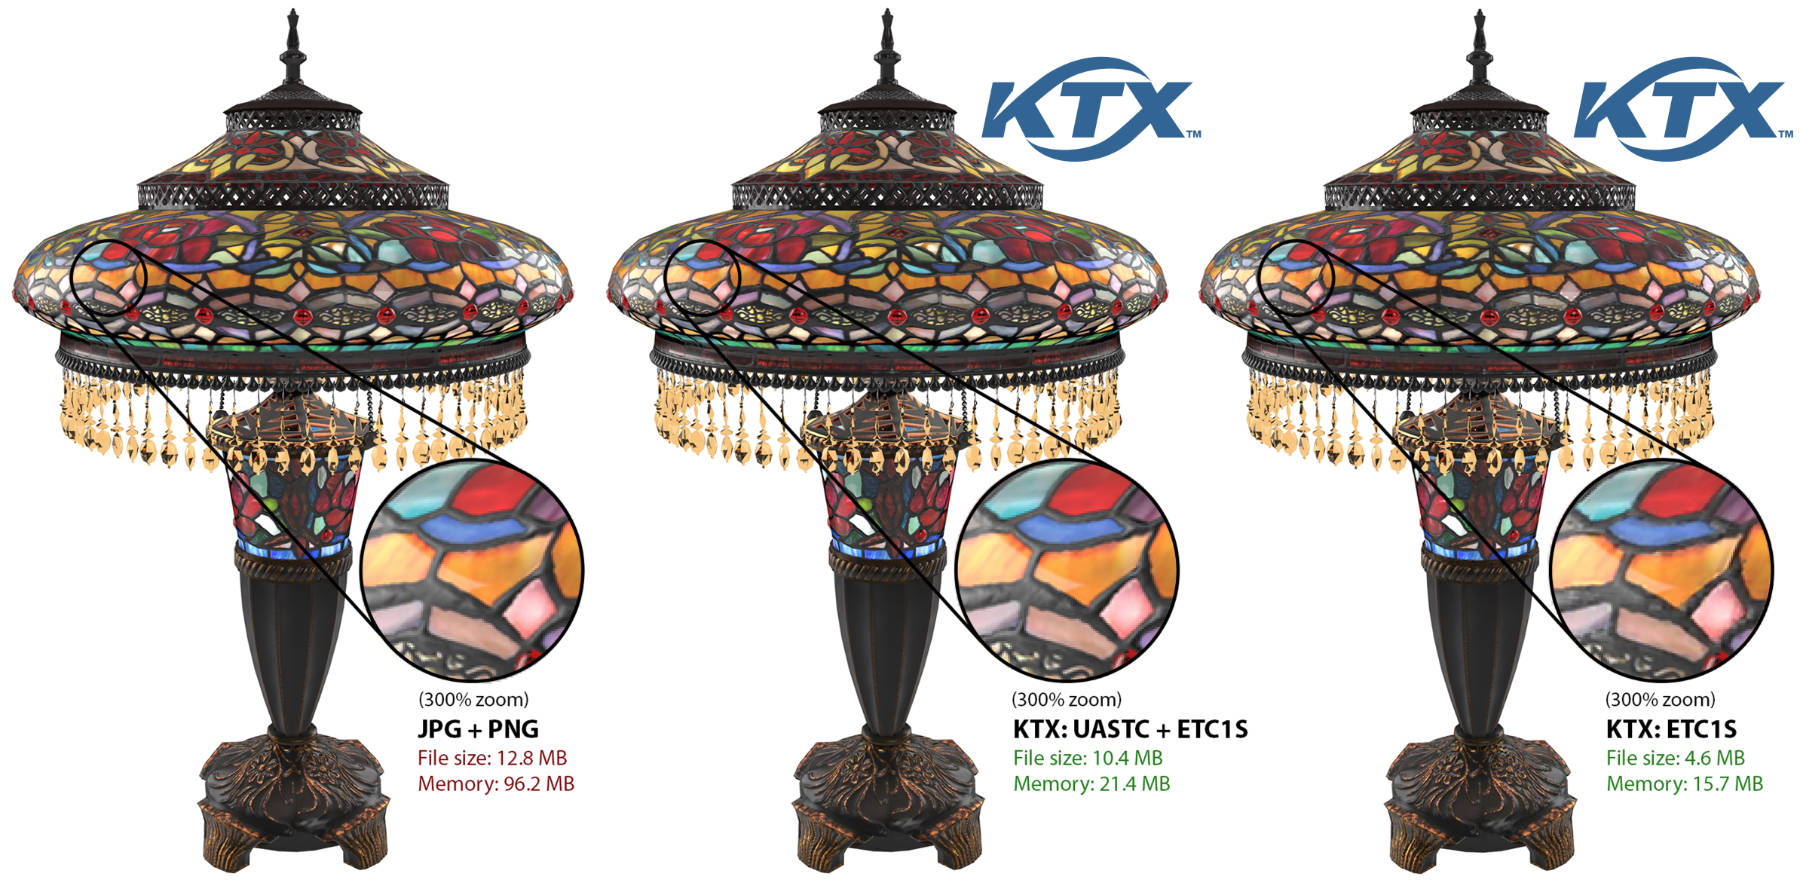 KTX™
KTX™
(300% zoom)
JPG + PNG
File size: 12.8 MB
Memory: 96.2 MB
(300% zoom)
KTX: UASTC + ETC1S
File size: 10.4 MB
Memory: 21.4 MB
(300% zoom)
KTX: ETC1S
File size: 4.6 MB
Memory: 15.7 MB